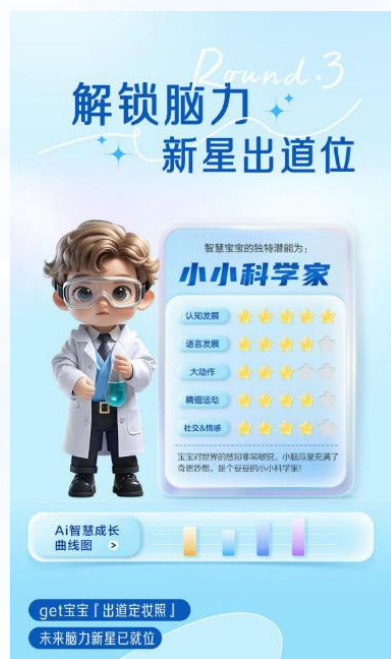 Round.3
解锁脑力
新星出道位
智慧宝宝的独特潜能为：
小小科学家
认知发展
语言发展
大动作
精细运动
社交&情感
宝宝对世界的感知非常敏锐，小脑瓜里充满了
奇思妙想，是个妥妥的小小科学家！
Ai智慧成长
曲线图 >
get宝宝「出道定妆照」
未来脑力新星已就位